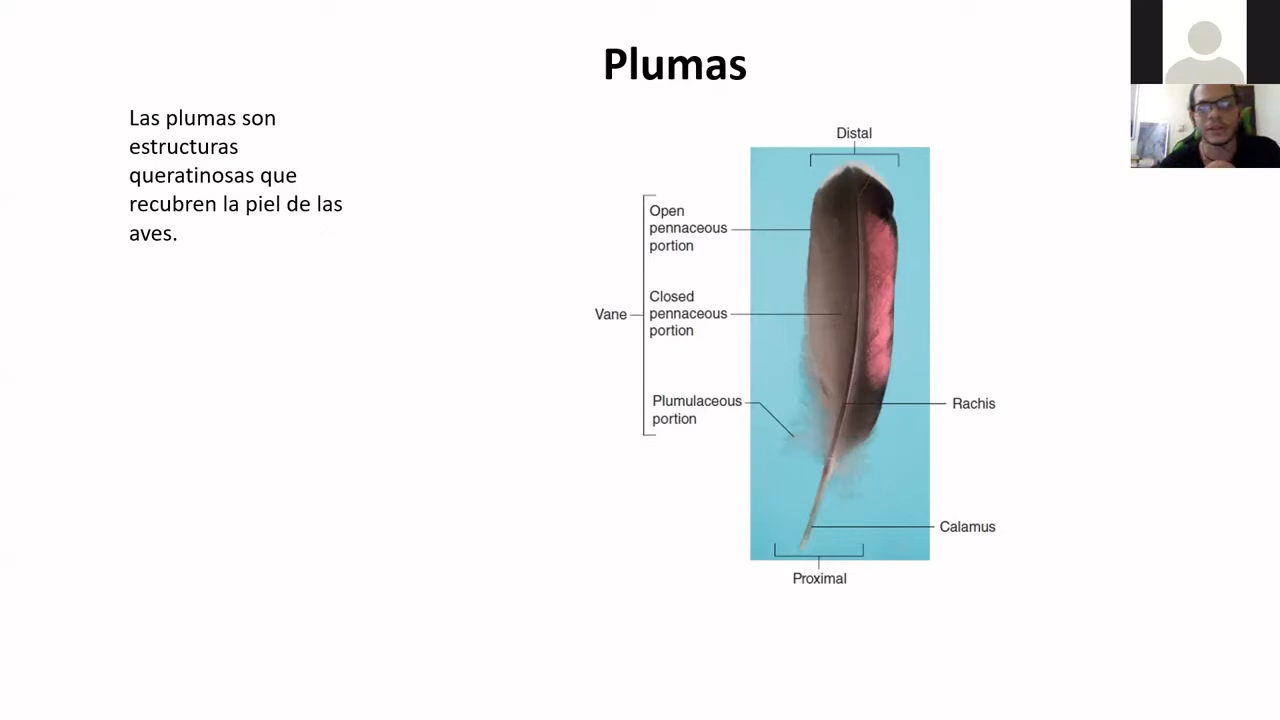 Plumas
Las plumas son
estructuras
queratinosas que
recubren la piel de las
aves.
Distal
Open
pennaceous
portion
Closed
pennaceous
portion
Vane
Plumulaceous
portion
Rachis
Calamus
Proximal